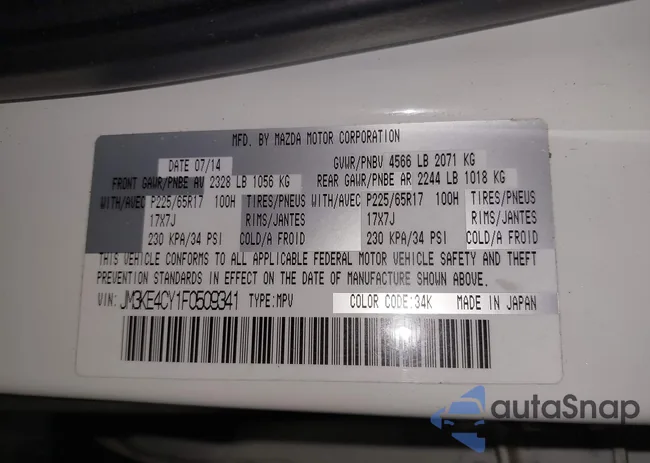 MFD. BY MAZDA MOTOR CORPORATION
DATE 07/14 GVWR/PNBV 4566 LB 2071 KG
FRONT GAWR/PNBE AV 2328 LB 1056 KG REAR GAWR/PNBE AR 2244 LB 1018 KG
WITH/AVEC P225/65R17 100H TIRES/PNEUS WITH/AVEC P225/65R17 100H TIRES/PNEUS
17X7J RIMS/JANTES 17X7J RIMS/JANTES
230 KPA/34 PSI COLD/A FROID 230 KPA/34 PSI COLD/A FROID
THIS VEHICLE CONFORMS TO ALL APPLICABLE FEDERAL MOTOR VEHICLE SAFETY AND THEFT
PREVENTION STANDARDS IN EFFECT ON THE DATE OF MANUFACTURE SHOWN ABOVE.
VIN: JM3KE4CY1F0509341 TYPE:MPV COLOR CODE:34K MADE IN JAPAN
autaSnap